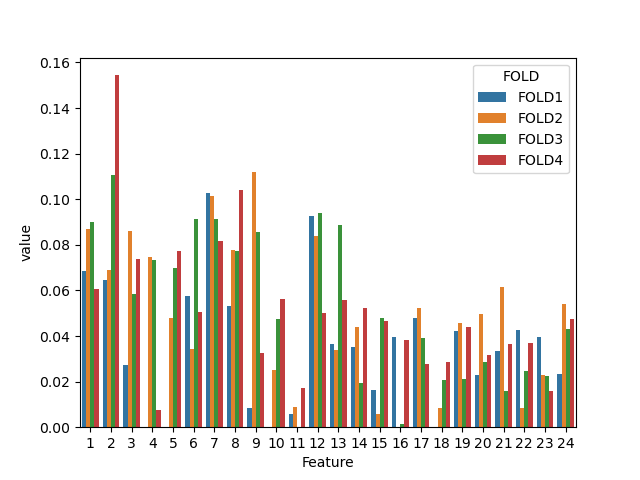 FOLD
FOLD1
FOLD2
FOLD3
FOLD4
value
0.16
0.14
0.12
0.10
0.08
0.06
0.04
0.02
0.00
1 2 3 4 5 6 7 8 9 10 11 12 13 14 15 16 17 18 19 20 21 22 23 24
Feature